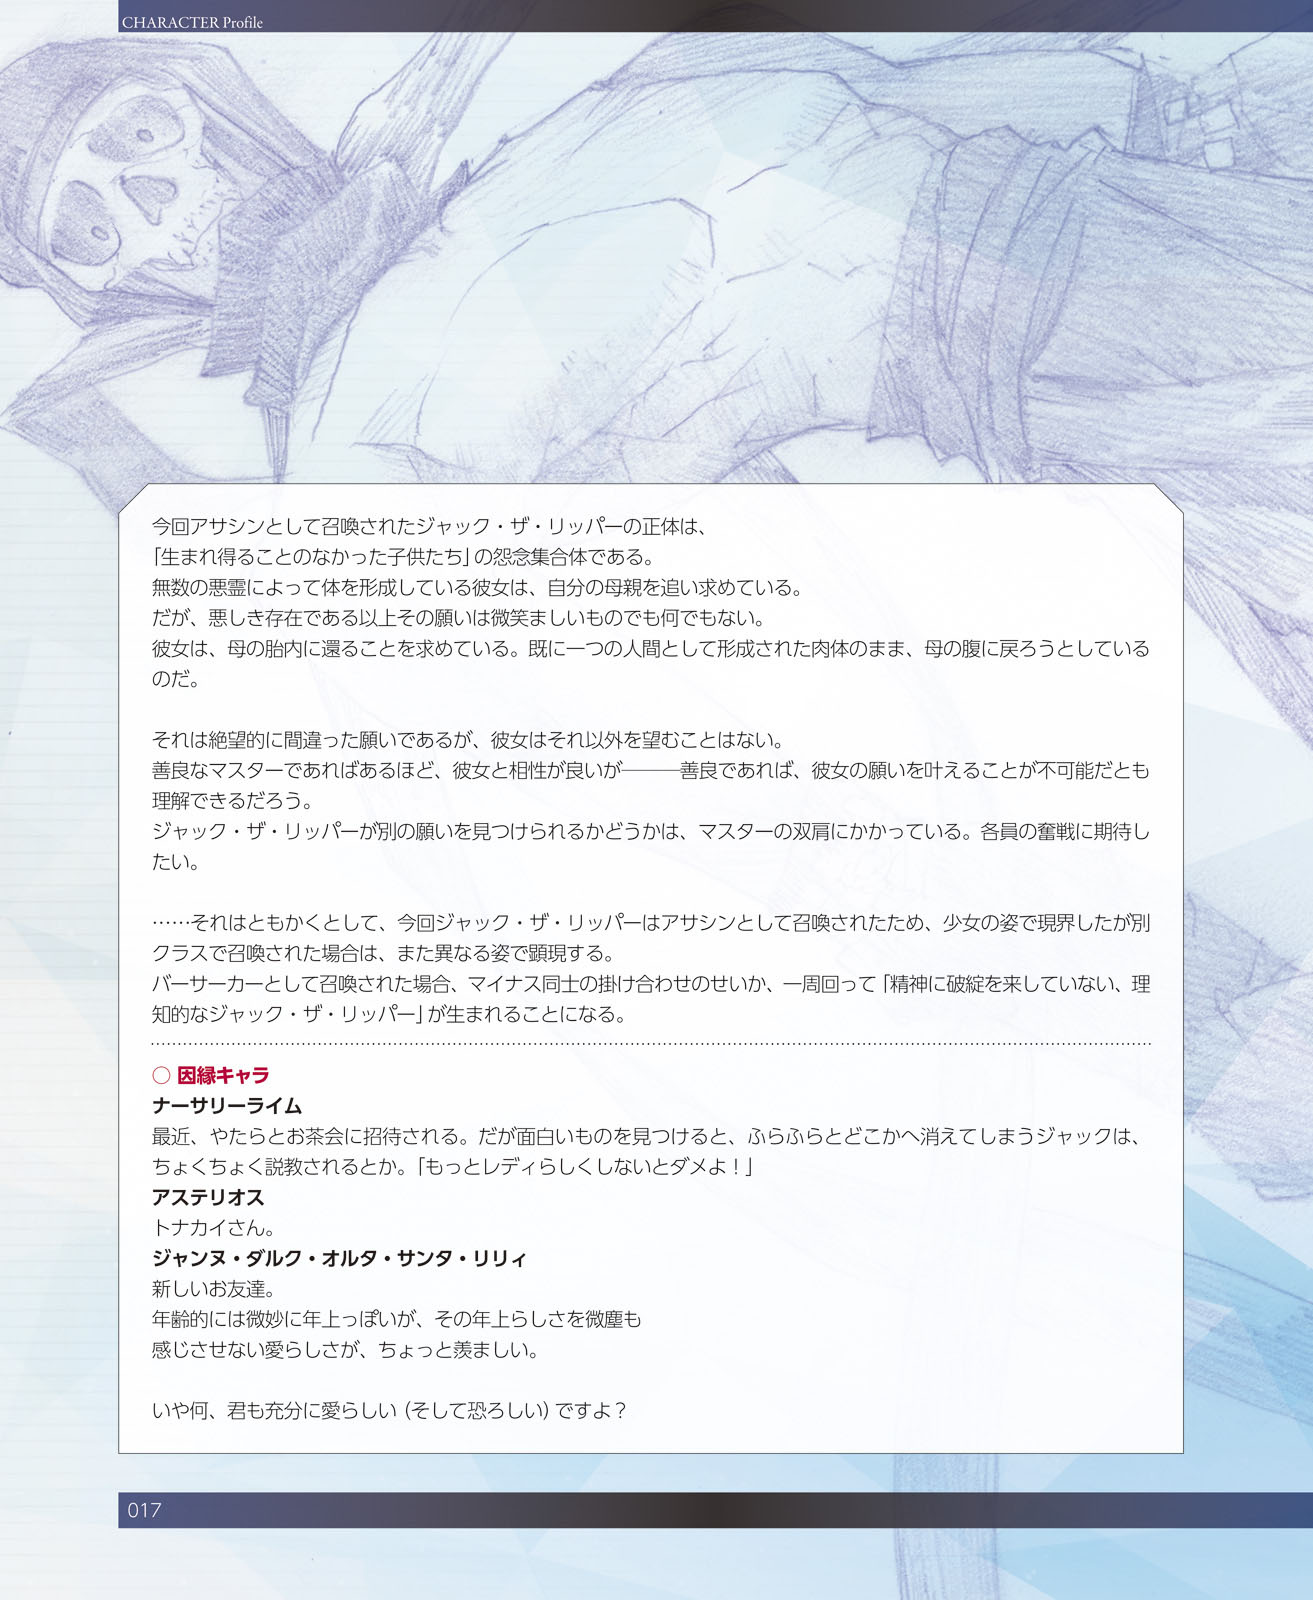 CHARACTER Profile
今回アサシンとして召喚されたジャック・ザ・リッパーの正体は、
「生まれ得ることのなかった子供たち」の怨念集合体である。
無数の悪霊によって体を形成している彼女は、自分の母親を追い求めている。
だが、悪しき存在である以上その願いは微笑ましいものでも何でもない。
彼女は、母の胎内に還ることを求めている。既に一つの人間として形成された肉体のまま、母の腹に戻ろうとしている
のだ。
それは絶望的に間違った願いであるが、彼女はそれ以外を望むことはない。
善良なマスターであればあるほど、彼女と相性が良いが―――善良であれば、彼女の願いを叶えることが不可能だとも
理解できるだろう。
ジャック・ザ・リッパーが別の願いを見つけられるかどうかは、マスターの双肩にかかっている。各員の奮戦に期待し
たい。
……それはともかくとして、今回ジャック・ザ・リッパーはアサシンとして召喚されたため、少女の姿で現界したが別
クラスで召喚された場合は、また異なる姿で顕現する。
バーサーカーとして召喚された場合、マイナス同士の掛け合わせのせいか、一周回って「精神に破綻を来していない、理
知的なジャック・ザ・リッパー」が生まれることになる。
○ 因縁キャラ
ナーサリーライム
最近、やたらとお茶会に招待される。だが面白いものを見つけると、ふらふらとどこかへ消えてしまうジャックは、
ちょくちょく説教されるとか。「もっとレディらしくしないとダメよ！」
アステリオス
トナカイさん。
ジャンヌ・ダルク・オルタ・サンタ・リリィ
新しいお友達。
年齢的には微妙に年上っぽいが、その年上らしさを微塵も
感じさせない愛らしさが、ちょっと羨ましい。
いや何、君も充分に愛らしい（そして恐ろしい）ですよ？
017